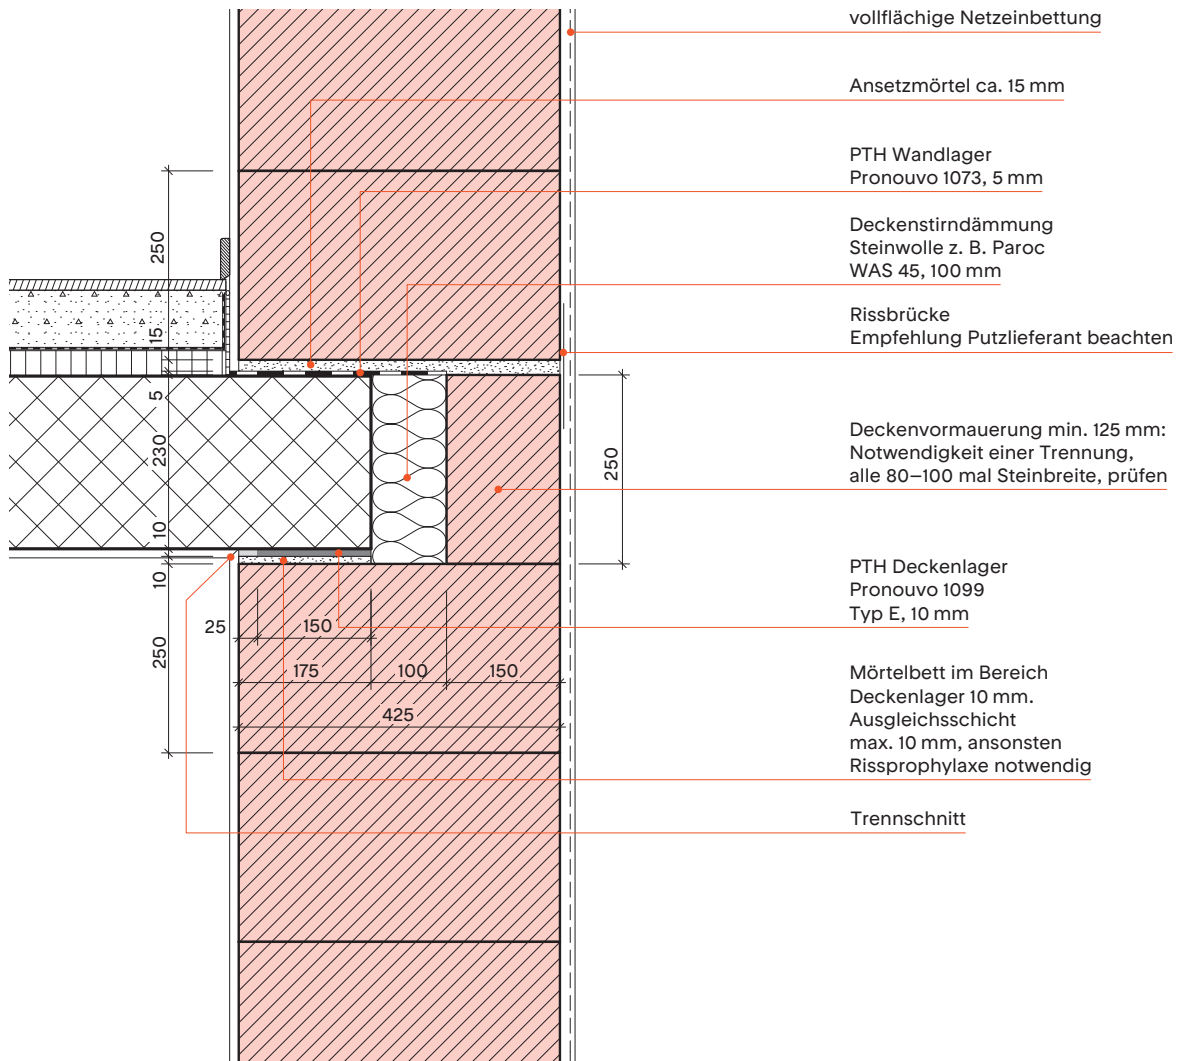 vollflächige Netzeinbettung
Ansetzmörtel ca. 15 mm
PTH Wandlager
Pronouvo 1073, 5 mm
Deckenstirndämmung
Steinwolle z. B. Paroc
WAS 45, 100 mm
Rissbrücke
Empfehlung Putzlieferant beachten
Deckenvormauerung min. 125 mm:
Notwendigkeit einer Trennung,
alle 80–100 mal Steinbreite, prüfen
PTH Deckenlager
Pronouvo 1099
Typ E, 10 mm
Mörtelbett im Bereich
Deckenlager 10 mm.
Ausgleichsschicht
max. 10 mm, ansonsten
Rissprophylaxe notwendig
Trennschnitt
250
15
5
230
10
10
250
250
25
150
175
100
150
425